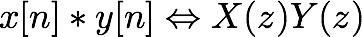 x[n] * y[n] ⇔ X(z)Y(z)